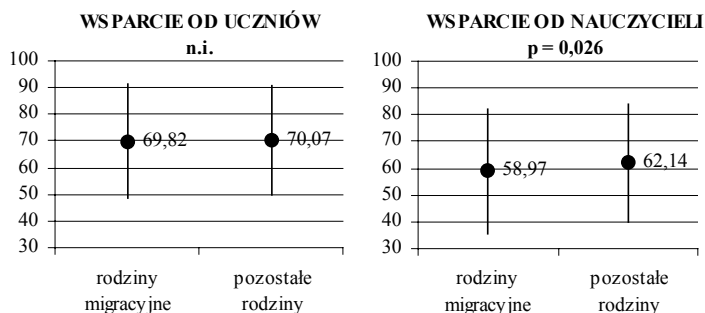 WSPARCIE OD UCZNIÓW
n.i.
100
90
80
70
60
50
40
30
69,82
70,07
rodziny
migracyjne
pozostałe
rodziny
WSPARCIE OD NAUCZYCIELI
p = 0,026
100
90
80
70
60
50
40
30
58,97
62,14
rodziny
migracyjne
pozostałe
rodziny